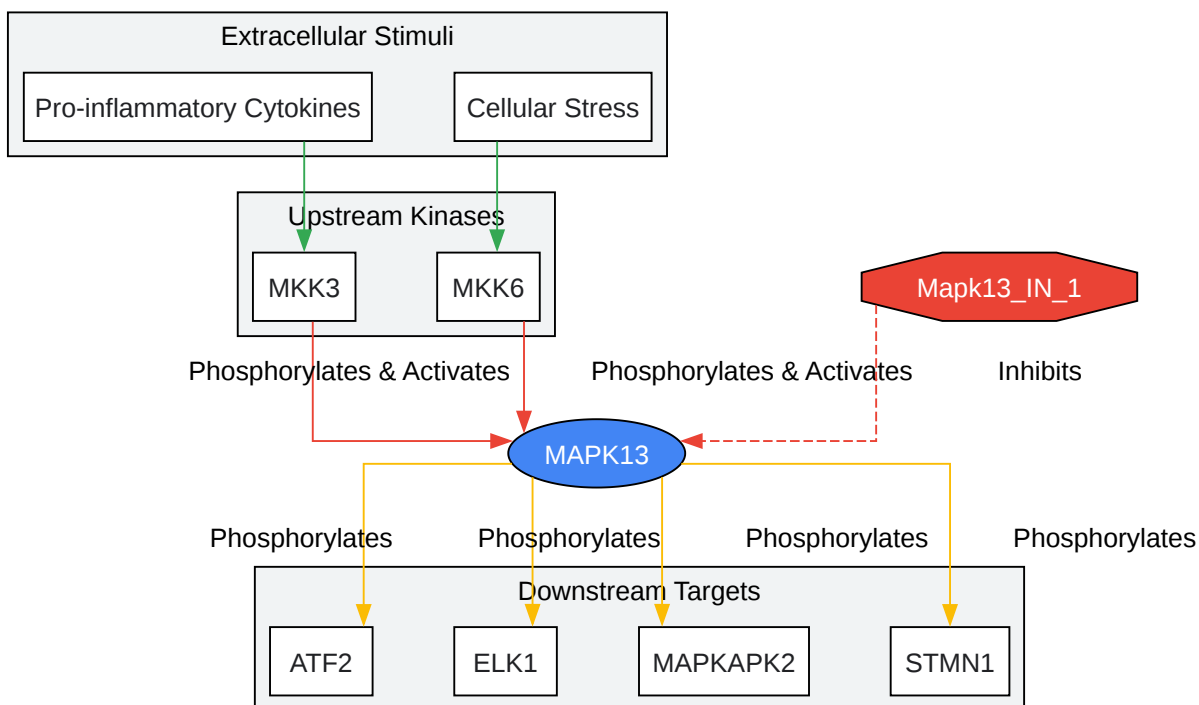 Extracellular Stimuli
Pro-inflammatory Cytokines
Cellular Stress
Upstream Kinases
MKK3
MKK6
Mapk13_IN_1
Phosphorylates & Activates
Phosphorylates & Activates
Inhibits
MAPK13
Phosphorylates
Phosphorylates
Phosphorylates
Phosphorylates
Downstream Targets
ATF2
ELK1
MAPKAPK2
STMN1